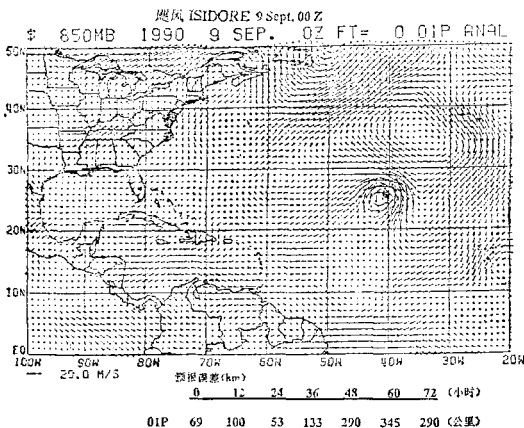 飓风 ISIDORE 9 Sept. 00 Z
$ 850MB 1990 9 SEP. 0Z FT= 0 01P ANAL
50N
40N
30N
20N
10N
EQ
100W 90W 80W 70W 60W 50W 40W 30W 20W
25.0 M/S
预报误差(km)
0 12 24 36 48 60 72 (小时)
01P 69 100 53 133 290 345 290 (公里)